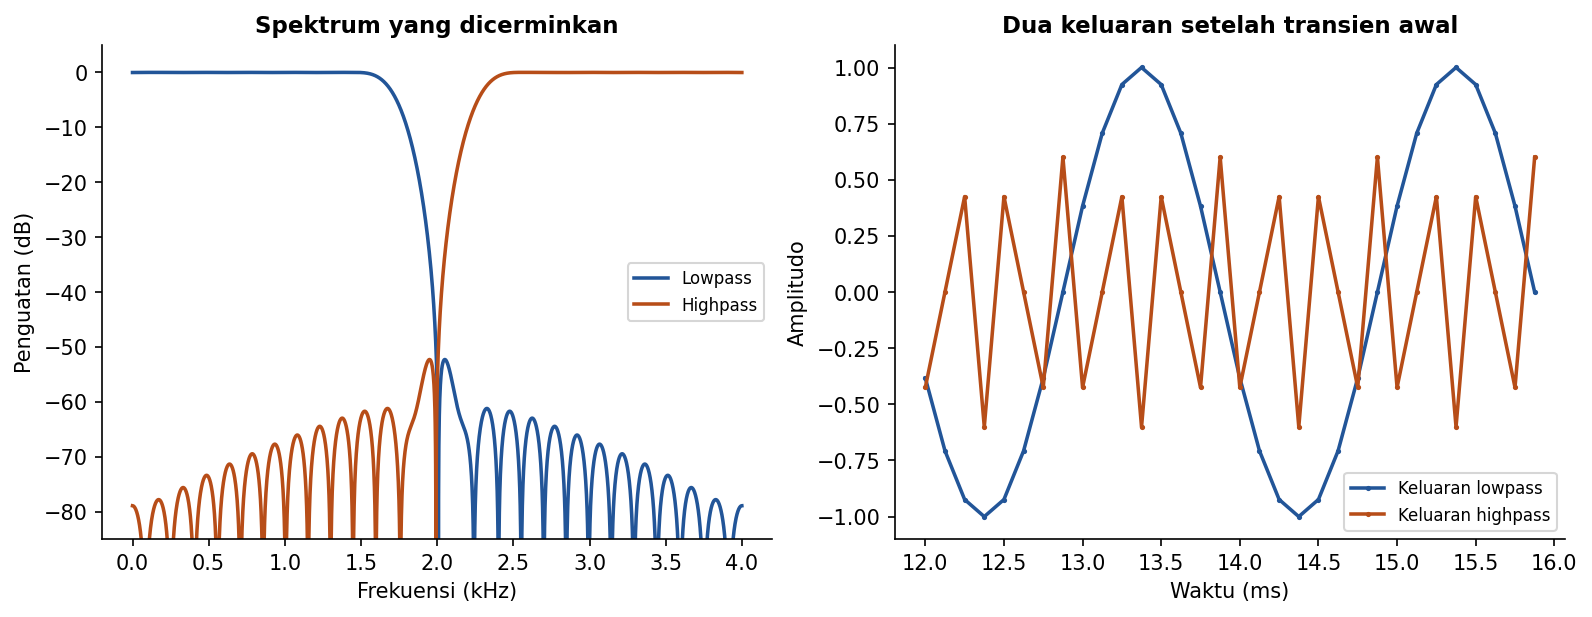 Spektrum yang dicerminkan
Penguatan (dB)
0
−10
−20
−30
−40
−50
−60
−70
−80
Lowpass
Highpass
0.0 0.5 1.0 1.5 2.0 2.5 3.0 3.5 4.0
Frekuensi (kHz)
Dua keluaran setelah transien awal
Amplitudo
1.00
0.75
0.50
0.25
0.00
−0.25
−0.50
−0.75
−1.00
Keluaran lowpass
Keluaran highpass
12.0 12.5 13.0 13.5 14.0 14.5 15.0 15.5 16.0
Waktu (ms)